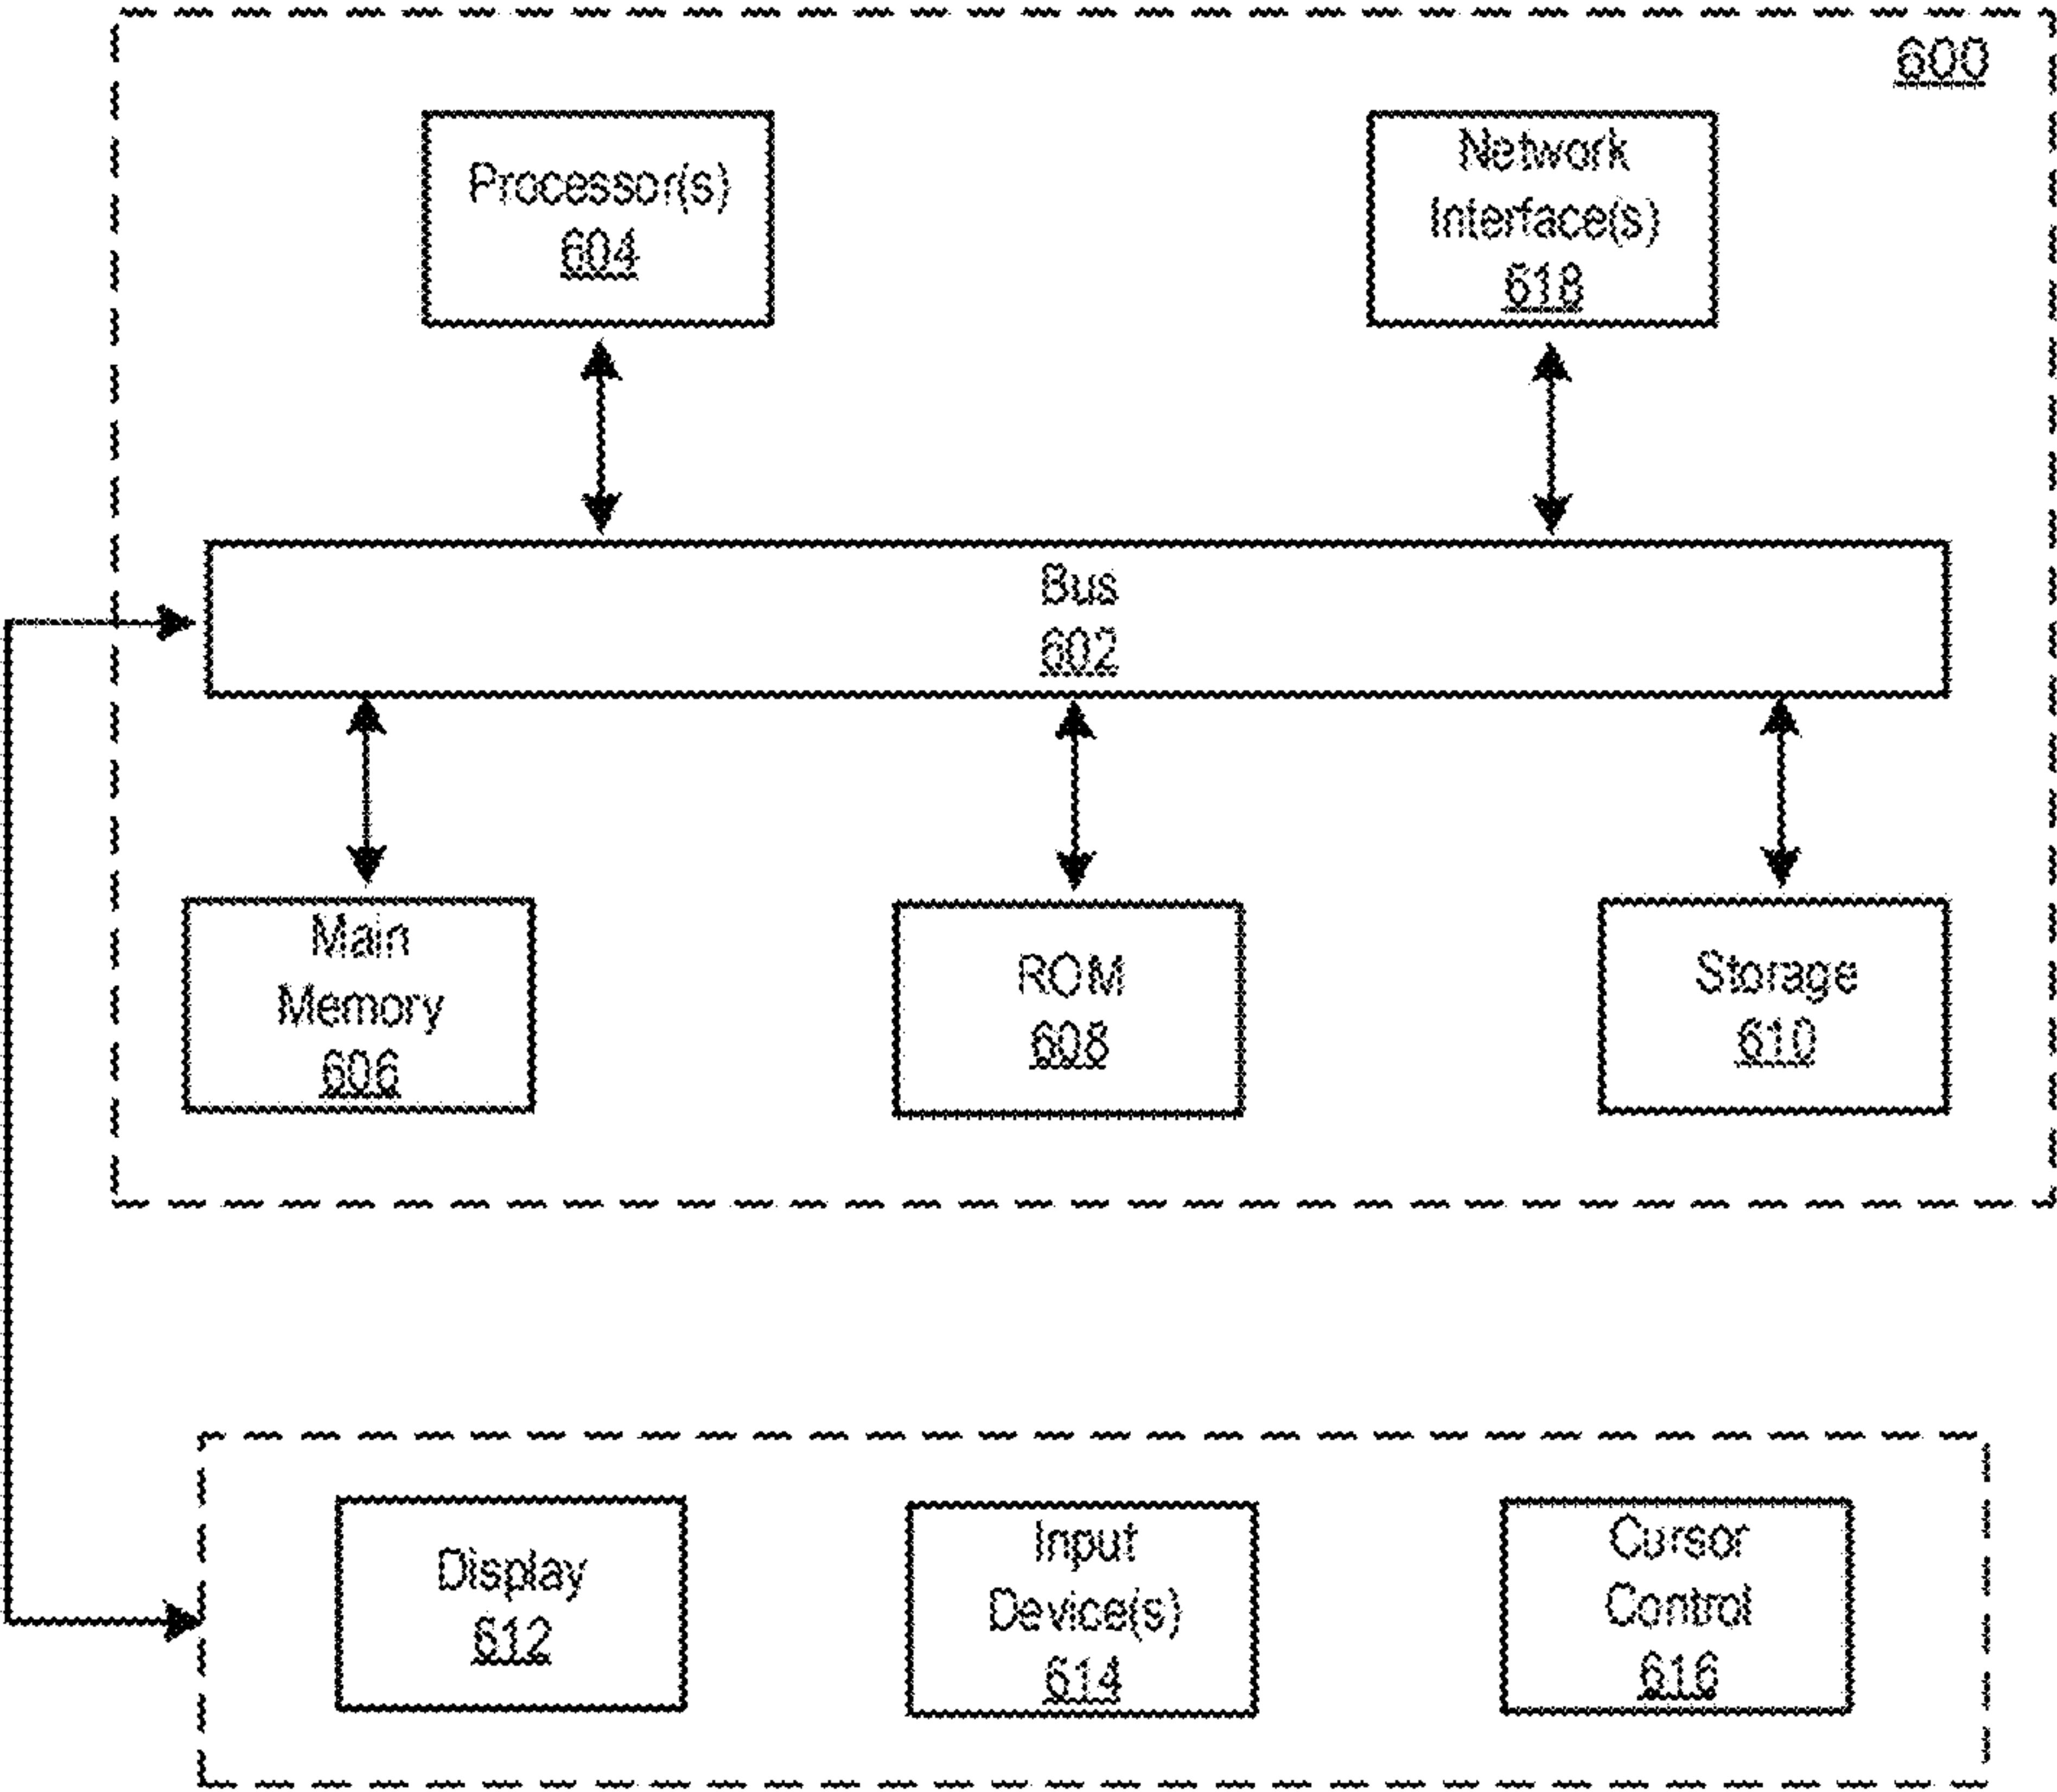 600
Processor(s)
604
Network
Interface(s)
618
Bus
602
Main
Memory
606
ROM
608
Storage
610
Display
612
Input
Device(s)
614
Cursor
Control
616